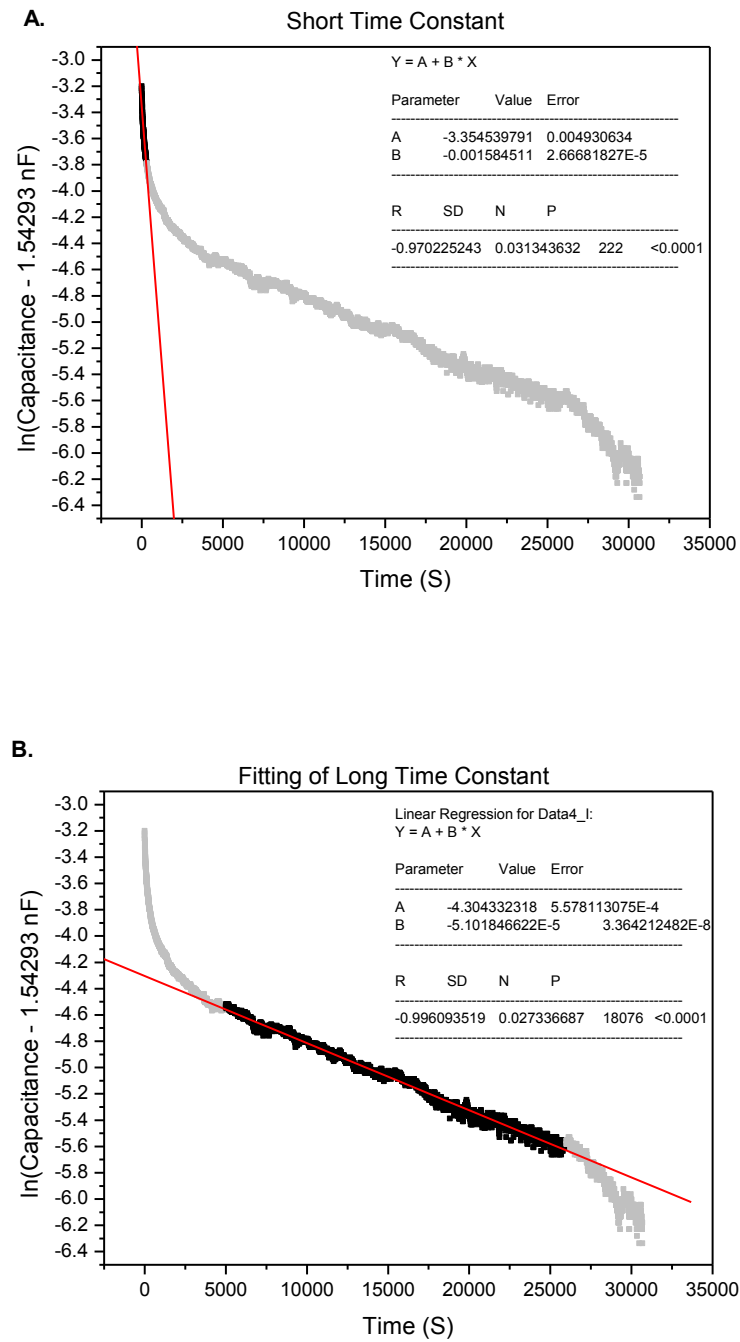 A.
Short Time Constant
Y = A + B * X
Parameter Value Error
------------------------------------------------------------
A -3.354539791 0.004930634
B -0.001584511 2.66681827E-5
------------------------------------------------------------
R SD N P
------------------------------------------------------------
-0.970225243 0.031343632 222 <0.0001
------------------------------------------------------------
ln(Capacitance - 1.54293 nF)
-3.0
-3.2
-3.4
-3.6
-3.8
-4.0
-4.2
-4.4
-4.6
-4.8
-5.0
-5.2
-5.4
-5.6
-5.8
-6.0
-6.2
-6.4
0 5000 10000 15000 20000 25000 30000 35000
Time (S)
B.
Fitting of Long Time Constant
Linear Regression for Data4_I:
Y = A + B * X
Parameter Value Error
------------------------------------------------------------
A -4.304332318 5.578113075E-4
B -5.101846622E-5 3.364212482E-8
------------------------------------------------------------
R SD N P
------------------------------------------------------------
-0.996093519 0.027336687 18076 <0.0001
------------------------------------------------------------
ln(Capacitance - 1.54293 nF)
-3.0
-3.2
-3.4
-3.6
-3.8
-4.0
-4.2
-4.4
-4.6
-4.8
-5.0
-5.2
-5.4
-5.6
-5.8
-6.0
-6.2
-6.4
0 5000 10000 15000 20000 25000 30000 35000
Time (S)